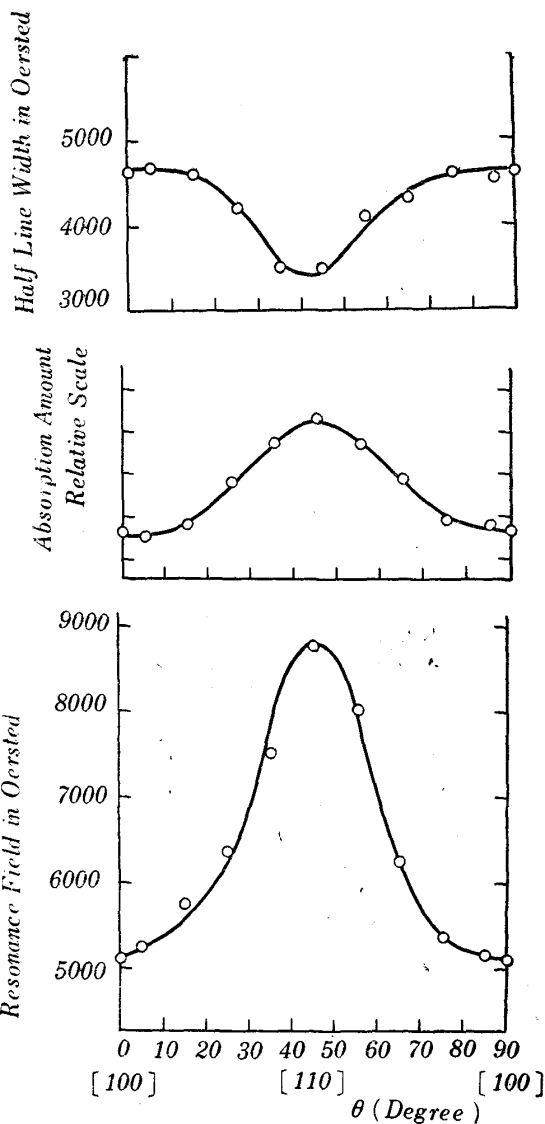 Half Line Width in Oersted
5000
4000
3000
Absorption Amount
Relative Scale
9000
8000
7000
6000
5000
Resonance Field in Oersted
0 10 20 30 40 50 60 70 80 90
[100] [110] [100]
θ (Degree)